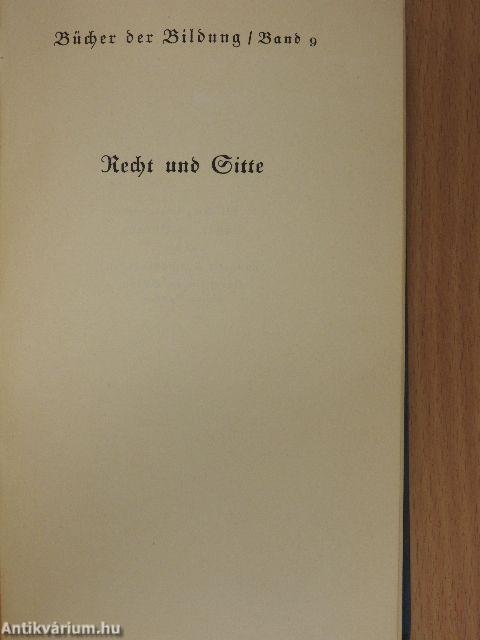 Bücher der Bildung / Band 9
Recht und Sitte
Antikvárium.hu